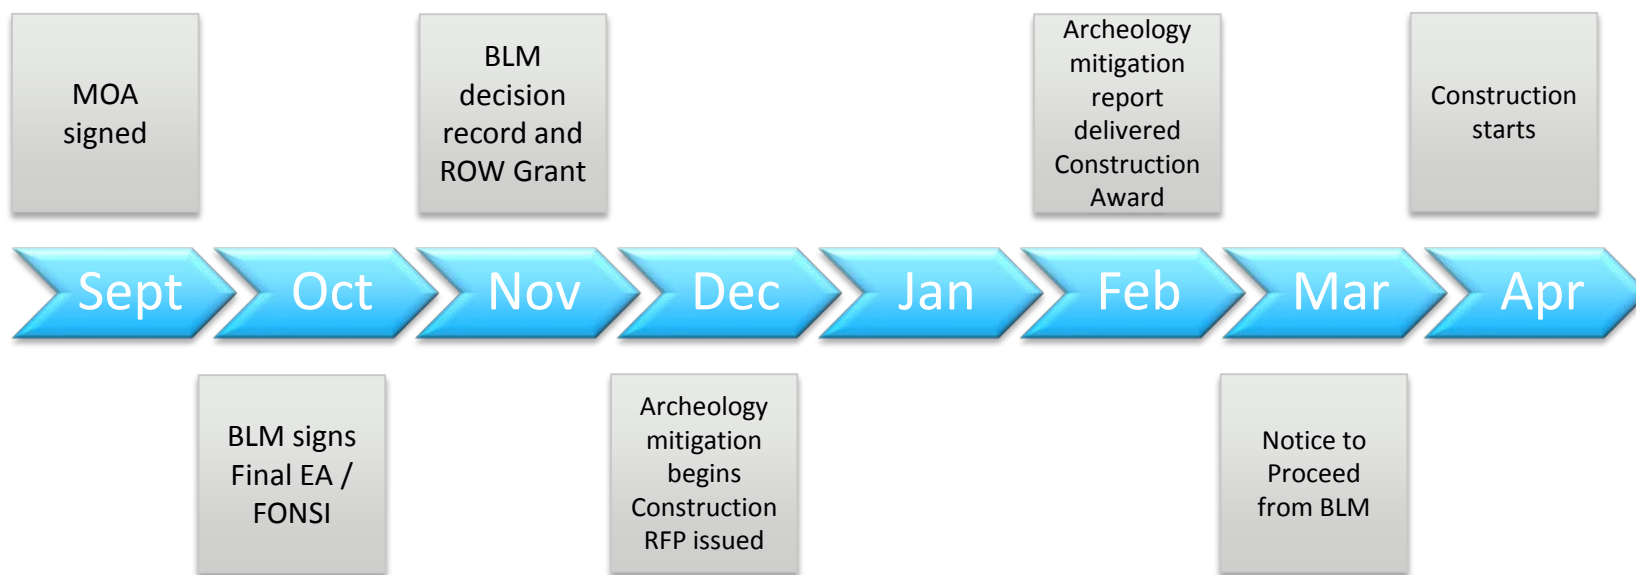 MOA
signed
BLM
decision
record and
ROW Grant
Archeology
mitigation
report
delivered
Construction
Award
Construction
starts
Sept
Oct
Nov
Dec
Jan
Feb
Mar
Apr
BLM signs
Final EA /
FONSI
Archeology
mitigation
begins
Construction
RFP issued
Notice to
Proceed
from BLM